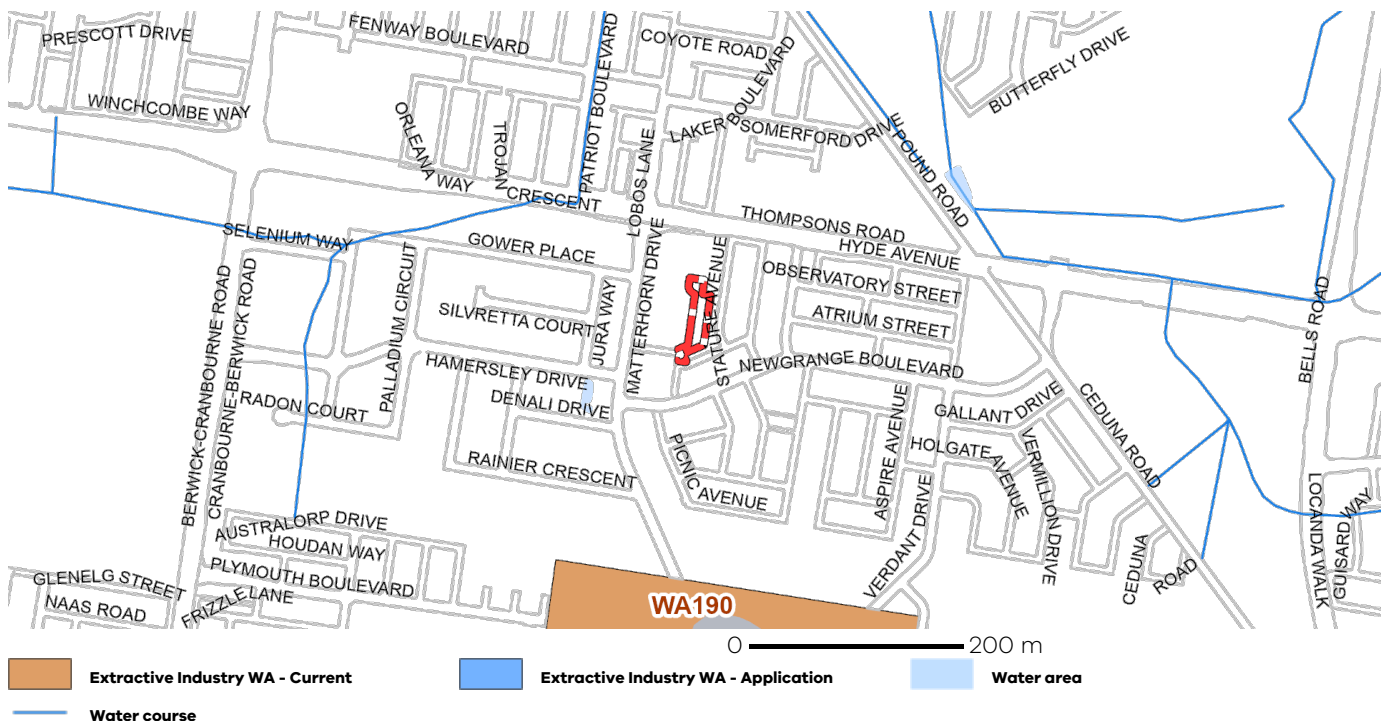 PRESCOTT DRIVE
FENWAY BOULEVARD
PATRIOT BOULEVARD
COYOTE ROAD
LAKER BOULEVARD
BUTTERFLY DRIVE
WINCHCOMBE WAY
ORLEANA WAY
TROJAN CRESCENT
LOBOS LANE
SOMERFORD DRIVE
POUND ROAD
SELENIUM WAY
GOWER PLACE
THOMPSONS ROAD
HYDE AVENUE
OBSERVATORY STREET
ATRIUM STREET
NEWGRANGE BOULEVARD
BERWICK-CRANBOURNE ROAD
CRANBOURNE-BERWICK ROAD
PALLADIUM CIRCUIT
SILVRETTA COURT
JURA WAY
MATTERHORN DRIVE
STATURE AVENUE
BELLS ROAD
HAMERSLEY DRIVE
DENALI DRIVE
RADON COURT
RAINIER CRESCENT
PICNIC AVENUE
ASPIRE AVENUE
GALLANT DRIVE
HOLGATE AVENUE
VERMILLION DRIVE
CEDUNA ROAD
VERDANT DRIVE
CEDUNA ROAD
LOCANDA WALK
GUISARD WAY
AUSTRALORP DRIVE
HOUDAN WAY
PLYMOUTH BOULEVARD
GLENELG STREET
FRIZZLE LANE
NAAS ROAD
WA190
0 200 m
Extractive Industry WA - Current
Extractive Industry WA - Application
Water area
Water course